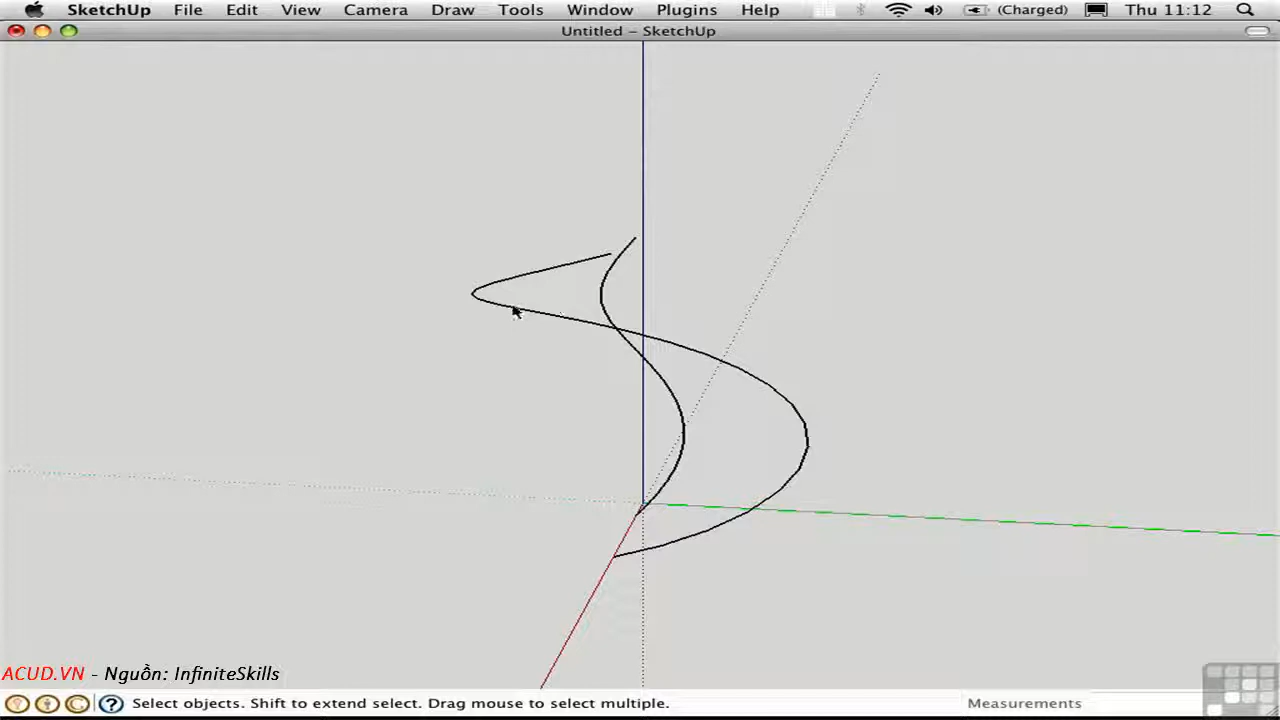 SketchUp File Edit View Camera Draw Tools Window Plugins Help (Charged) Thu 11:12
Untitled – SketchUp
ACUD.VN - Nguồn: InfiniteSkills
? Select objects. Shift to extend select. Drag mouse to select multiple. Measurements